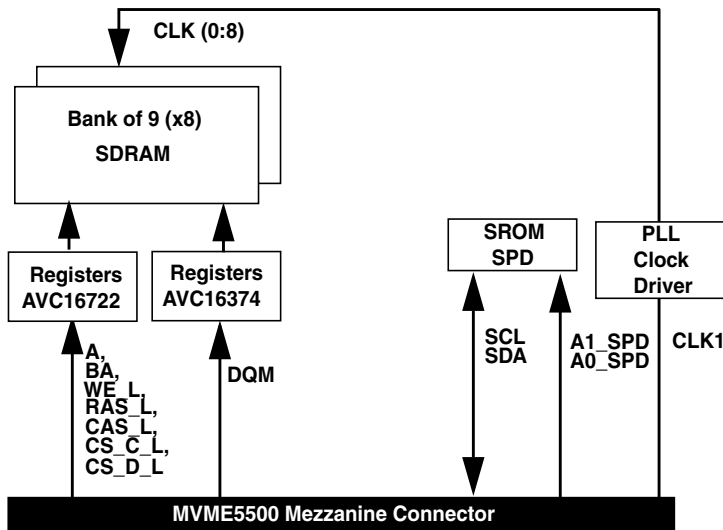 CLK (0:8)
Bank of 9 (x8)
SDRAM
Registers
AVC16722
Registers
AVC16374
SROM
SPD
PLL
Clock
Driver
A,
BA,
WE_L,
RAS_L,
CAS_L,
CS_C_L,
CS_D_L
DQM
SCL
SDA
A1_SPD
A0_SPD
CLK1
MVME5500 Mezzanine Connector